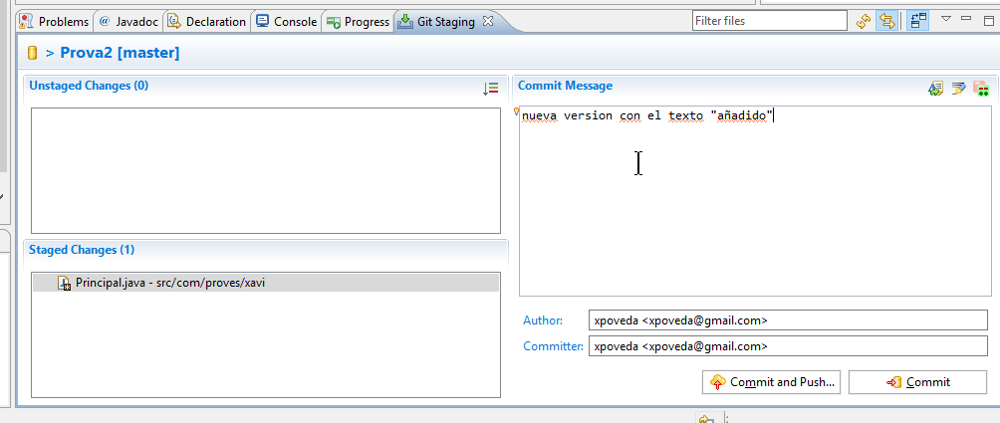 Problems @ Javadoc Declaration Console Progress Git Staging Filter files
> Prova2 [master]
Unstaged Changes (0)
Staged Changes (1)
Principal.java - src/com/proves/xavi
Commit Message
nueva version con el texto "añadido"
Author: xpoveda <xpoveda@gmail.com>
Committer: xpoveda <xpoveda@gmail.com>
Commit and Push... Commit